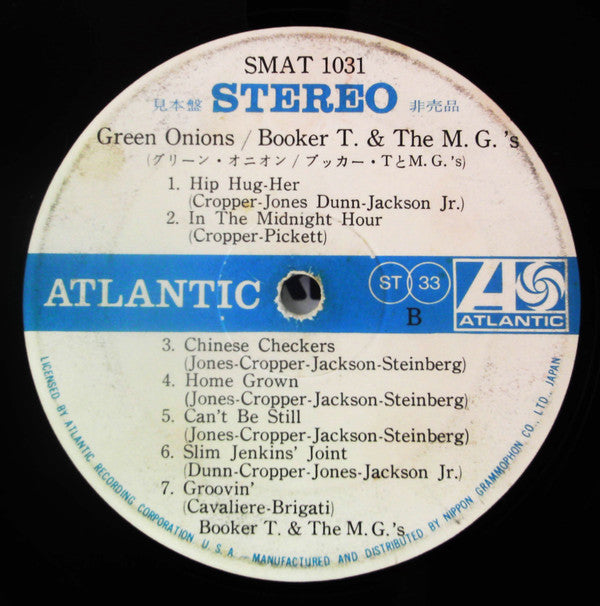 SMAT 1031
見本盤 STEREO 非売品
Green Onions / Booker T. & The M. G. 's
(グリーン・オニオン / ブッカー・TとM. G. 's)
1. Hip Hug-Her
(Cropper-Jones Dunn-Jackson Jr.)
2. In The Midnight Hour
(Cropper-Pickett)
ATLANTIC
ST 33
B
ATLANTIC
3. Chinese Checkers
(Jones-Cropper-Jackson-Steinberg)
4. Home Grown
(Jones-Cropper-Jackson-Steinberg)
5. Can't Be Still
(Jones-Cropper-Jackson-Steinberg)
6. Slim Jenkins' Joint
(Dunn-Cropper-Jones-Jackson Jr.)
7. Groovin'
(Cavaliere-Brigati)
Booker T. & The M. G. 's
LICENSED BY ATLANTIC RECORDING CORPORATION U. S. A. MANUFACTURED AND DISTRIBUTED BY NIPPON GRAMMOPHON CO., LTD., JAPAN.